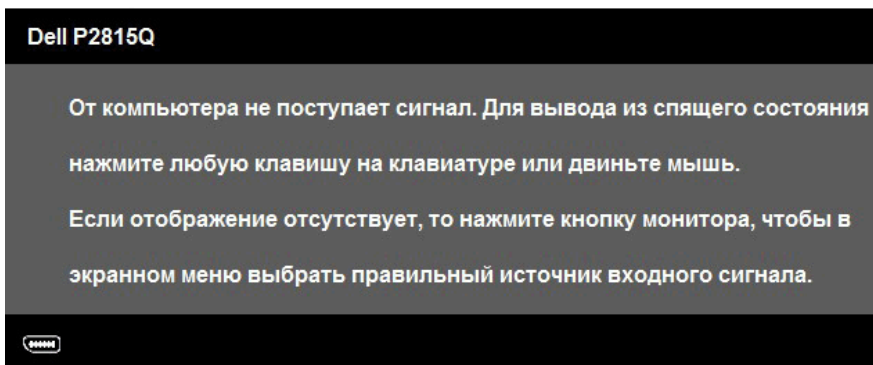 Dell P2815Q
От компьютера не поступает сигнал. Для вывода из спящего состояния
нажмите любую клавишу на клавиатуре или двиньте мышь.
Если отображение отсутствует, то нажмите кнопку монитора, чтобы в
экранном меню выбрать правильный источник входного сигнала.